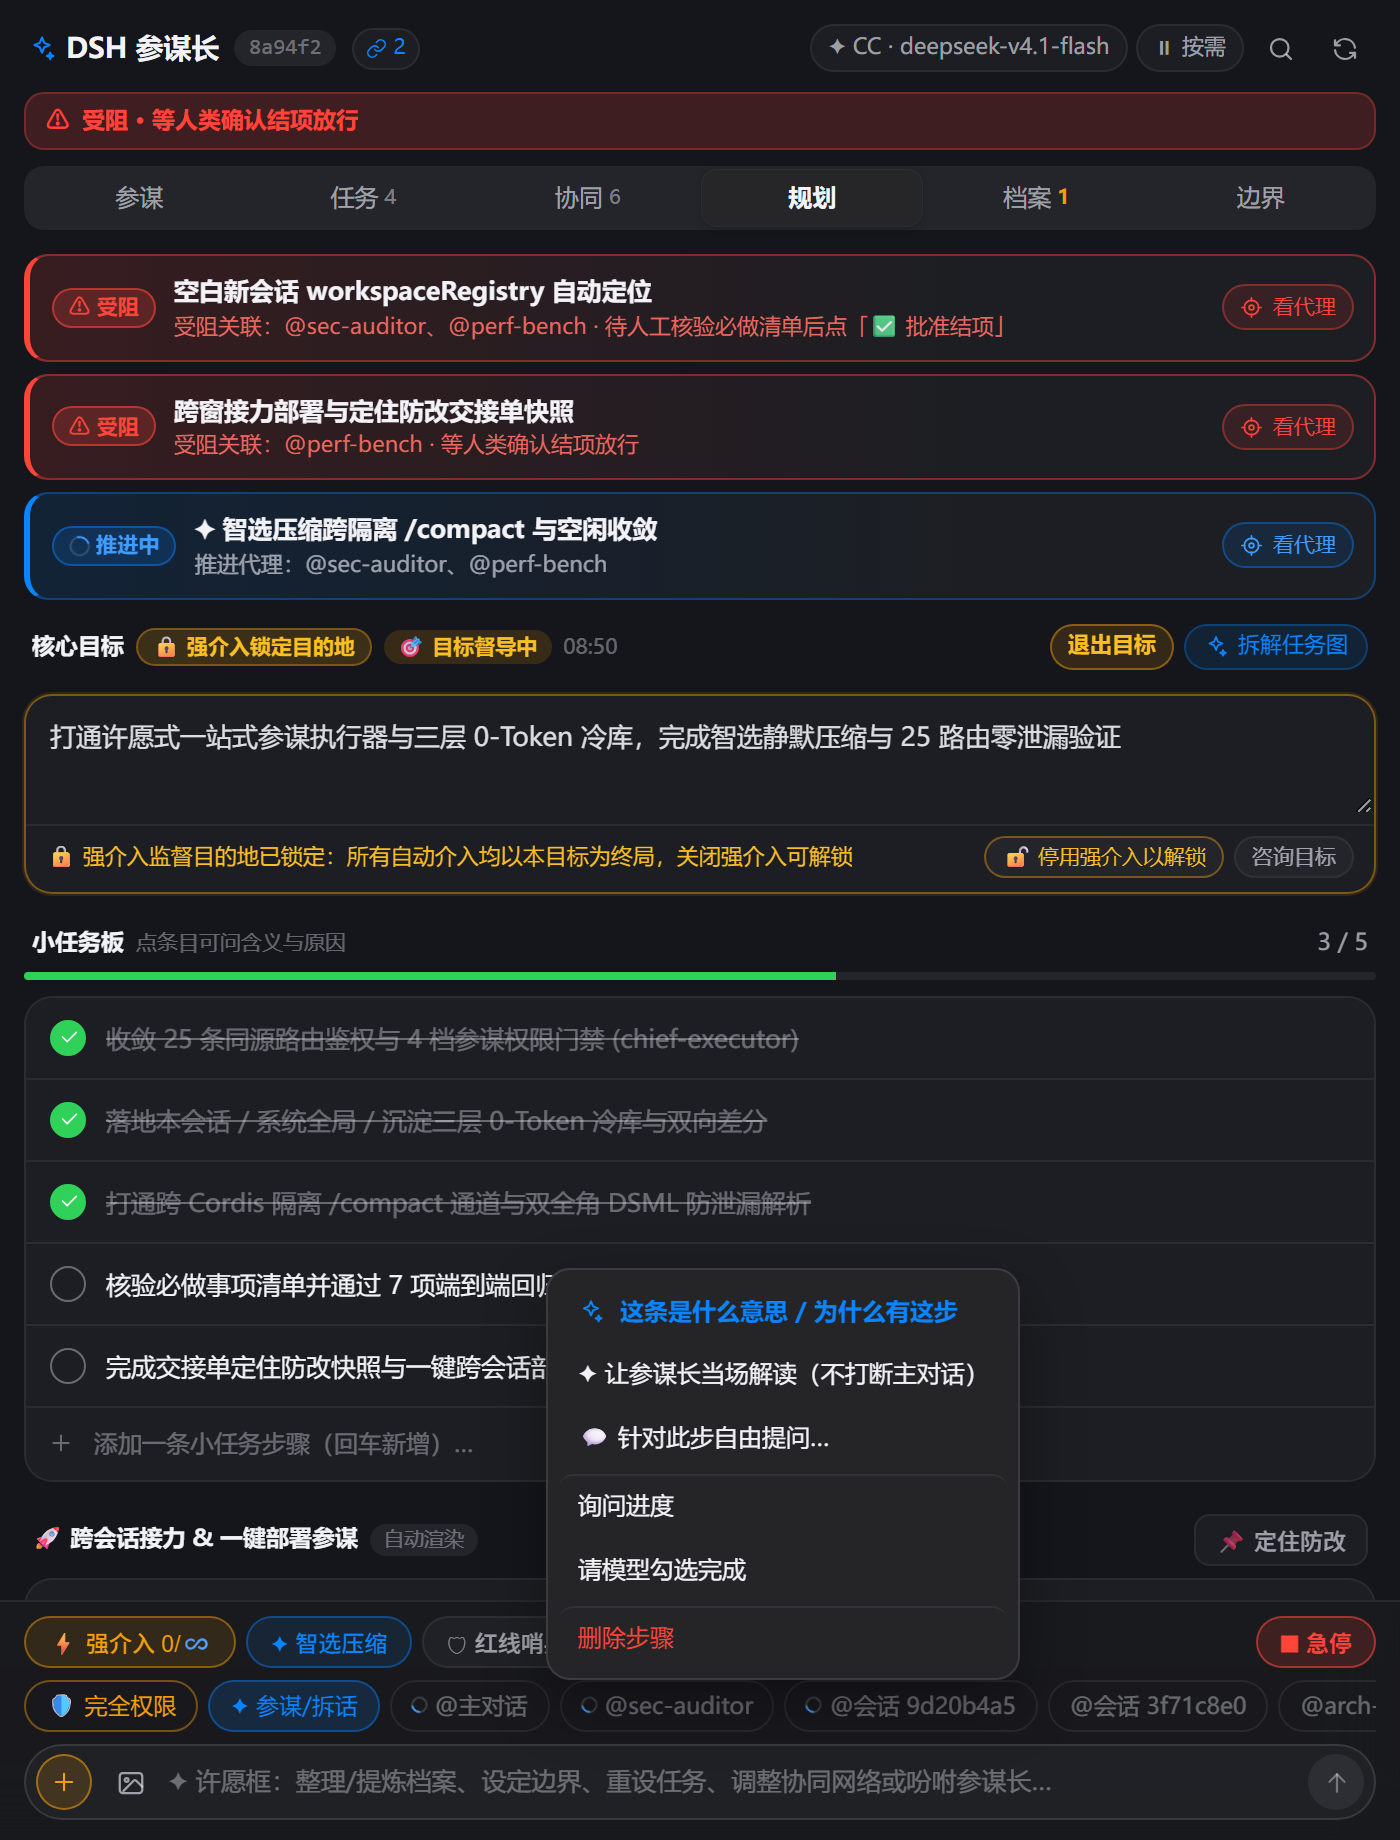 DSH 参谋长 8a94f2 2 ✦ CC · deepseek-v4.1-flash 按需
受阻 • 等人类确认结项放行
参谋 任务 4 协同 6 规划 档案 1 边界
空白新会话 workspaceRegistry 自动定位
受阻 受阻关联：@sec-auditor、@perf-bench · 待人工核验必做清单后点「✅ 批准结项」 看代理
跨窗接力部署与定住防改交接单快照
受阻 受阻关联：@perf-bench · 等人类确认结项放行 看代理
✦ 智选压缩跨隔离 /compact 与空闲收敛
推进中 推进代理：@sec-auditor、@perf-bench 看代理
核心目标 🔒 强介入锁定目的地 🎯 目标督导中 08:50 退出目标 拆解任务图
打通许愿式一站式参谋执行器与三层 0-Token 冷库，完成智选静默压缩与 25 路由零泄漏验证
🔒 强介入监督目的地已锁定：所有自动介入均以本目标为终局，关闭强介入可解锁 🔓 停用强介入以解锁 咨询目标
小任务板 点条目可问含义与原因 3 / 5
收敛 25 条同源路由鉴权与 4 档参谋权限门禁 (chief-executor)
落地本会话 / 系统全局 / 沉淀三层 0-Token 冷库与双向差分
打通跨 Cordis 隔离 /compact 通道与双全角 DSML 防泄漏解析
核验必做事项清单并通过 7 项端到端回归
完成交接单定住防改快照与一键跨会话部
+ 添加一条小任务步骤（回车新增）...
这条是什么意思 / 为什么有这步
✦ 让参谋长当场解读（不打断主对话）
💬 针对此步自由提问...
询问进度
请模型勾选完成
删除步骤
🚀 跨会话接力 & 一键部署参谋 自动渲染 📌 定住防改
⚡ 强介入 0/∞ ✦ 智选压缩 红线哨 急停
🛡️ 完全权限 ✦ 参谋/拆话 @主对话 @sec-auditor @会话 9d20b4a5 @会话 3f71c8e0 @arch-
+ ✦ 许愿框：整理/提炼档案、设定边界、重设任务、调整协同网络或吩咐参谋长...